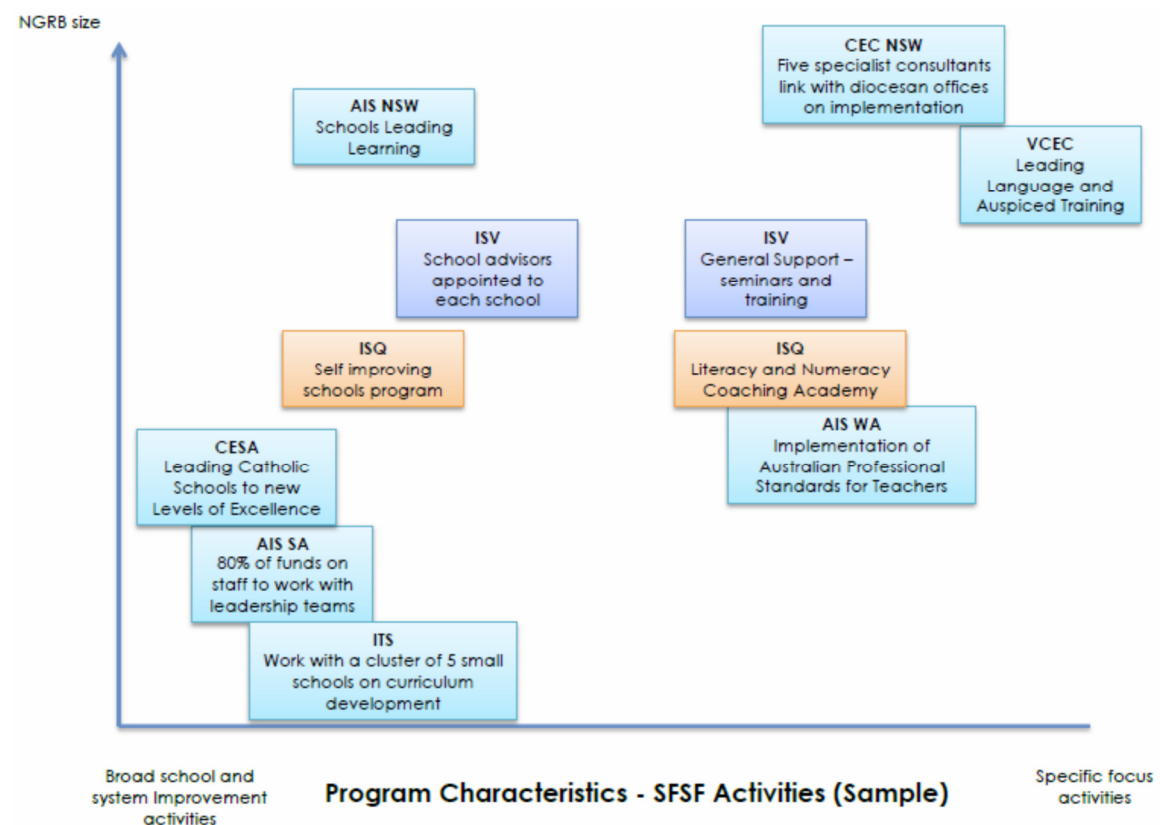 NGRB size
CEC NSW
Five specialist consultants
link with diocesan offices
on implementation
AIS NSW
Schools Leading
Learning
VCEC
Leading
Language and
Auspiced Training
ISV
School advisors
appointed to
each school
ISV
General Support –
seminars and
training
ISQ
Self improving
schools program
ISQ
Literacy and Numeracy
Coaching Academy
AIS WA
Implementation of
Australian Professional
Standards for Teachers
CESA
Leading Catholic
Schools to new
Levels of Excellence
AIS SA
80% of funds on
staff to work with
leadership teams
ITS
Work with a cluster of 5 small
schools on curriculum
development
Broad school and
system Improvement
activities
Program Characteristics - SFSF Activities (Sample)
Specific focus
activities